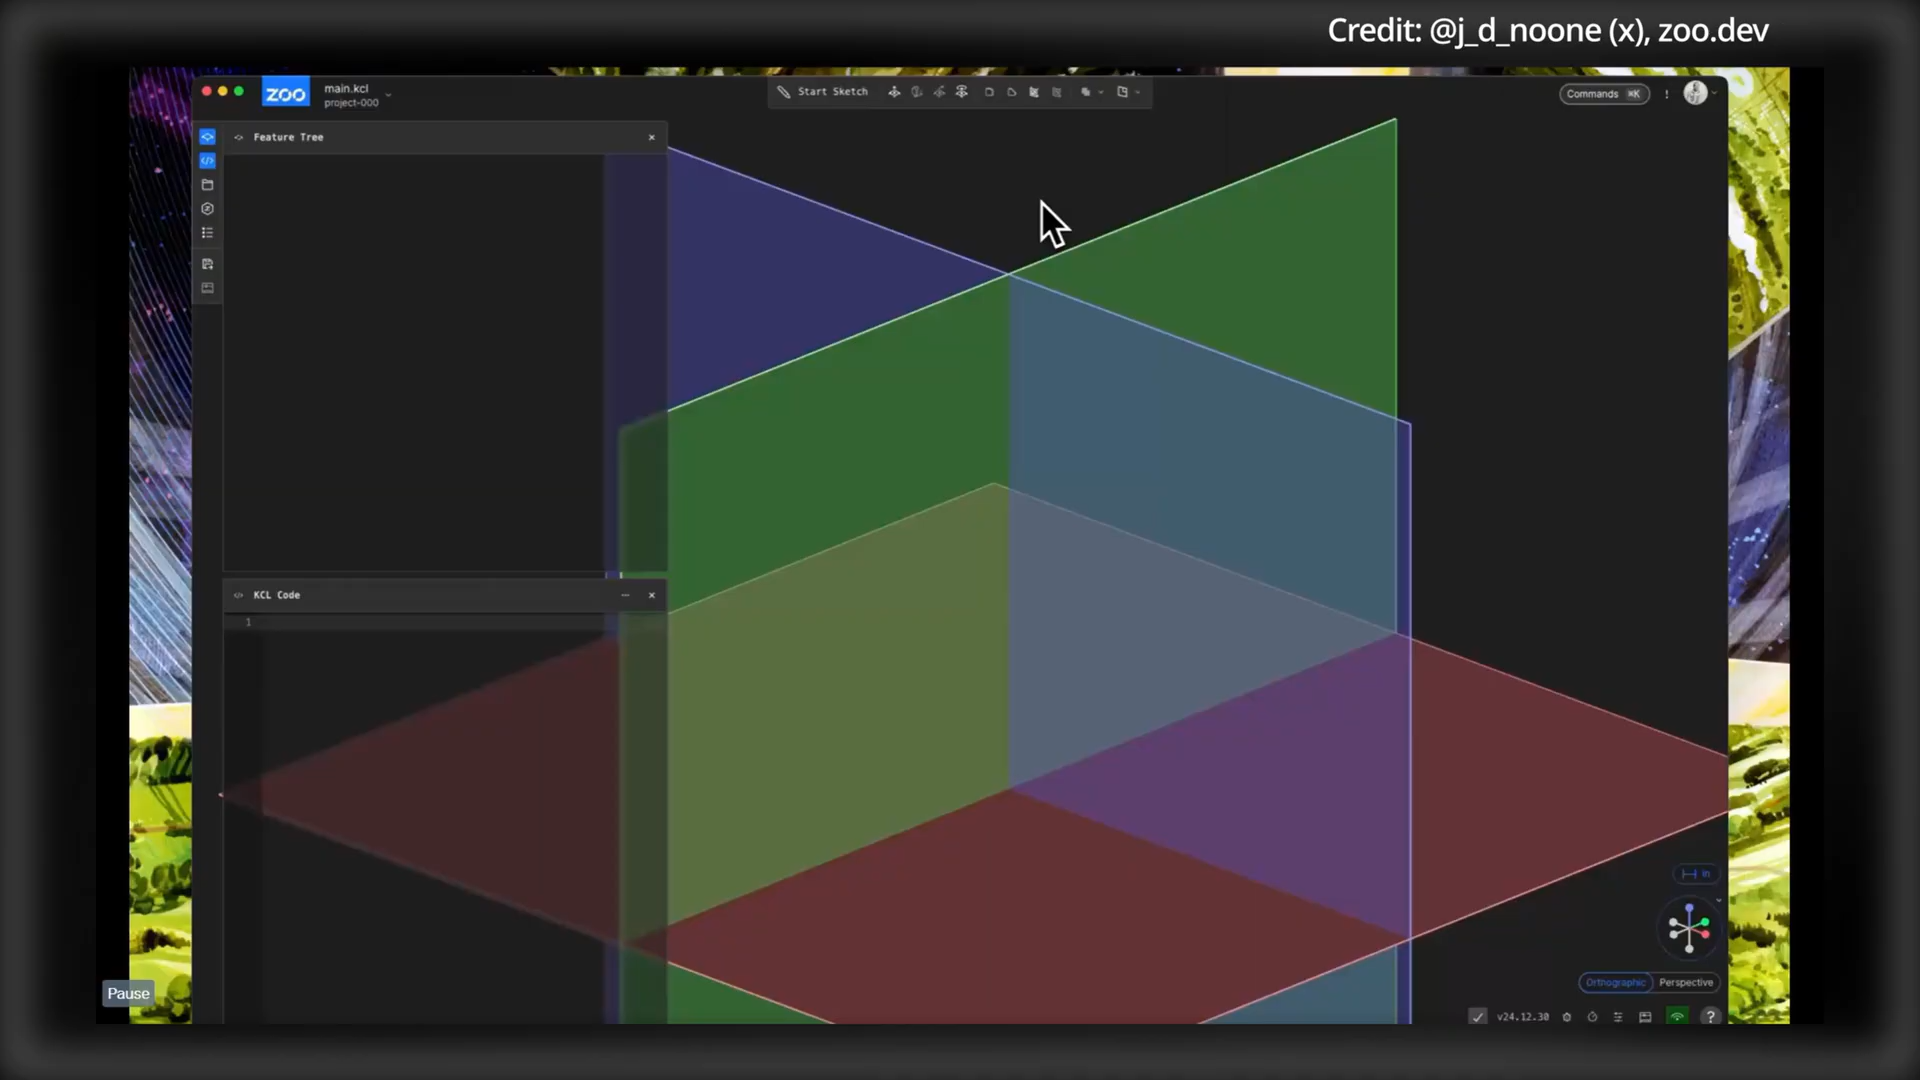 Credit: @j_d_noone (x), zoo.dev
ZOO
main.kcl
project-000
Start Sketch
Commands ⌘K
Feature Tree
KCL Code
1
in
Orthographic Perspective
Pause
v24.12.30
?